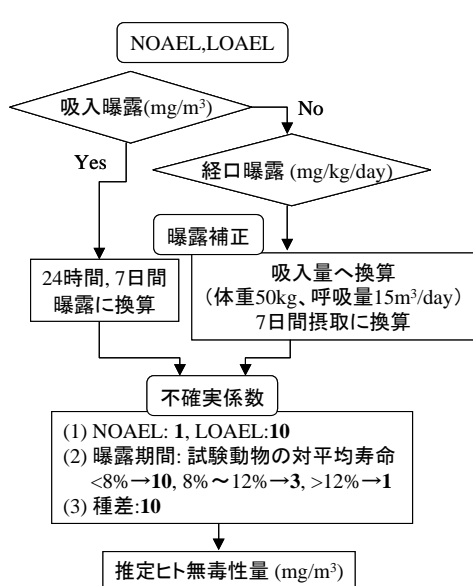 NOAEL,LOAEL
吸入曝露(mg/m³)
No
Yes
経口曝露 (mg/kg/day)
曝露補正
24時間, 7日間
曝露に換算
吸入量へ換算
(体重50kg、呼吸量15m³/day)
7日間摂取に換算
不確実係数
(1) NOAEL: 1, LOAEL:10
(2) 曝露期間: 試験動物の対平均寿命
<8%→10, 8%～12%→3, >12%→1
(3) 種差:10
推定ヒト無毒性量 (mg/m³)